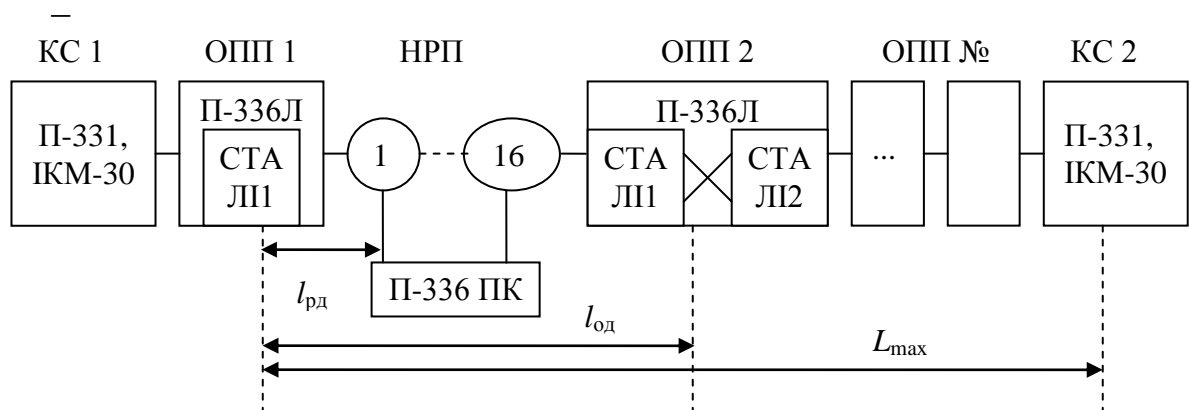 КС 1 ОПП 1 НРП ОПП 2 ОПП № КС 2
П-331,
ІКМ-30
П-336Л
СТА
ЛІ1
1
16
П-336Л
СТА
ЛІ1
СТА
ЛІ2
...
П-331,
ІКМ-30
П-336 ПК
lрд
lод
Lmax